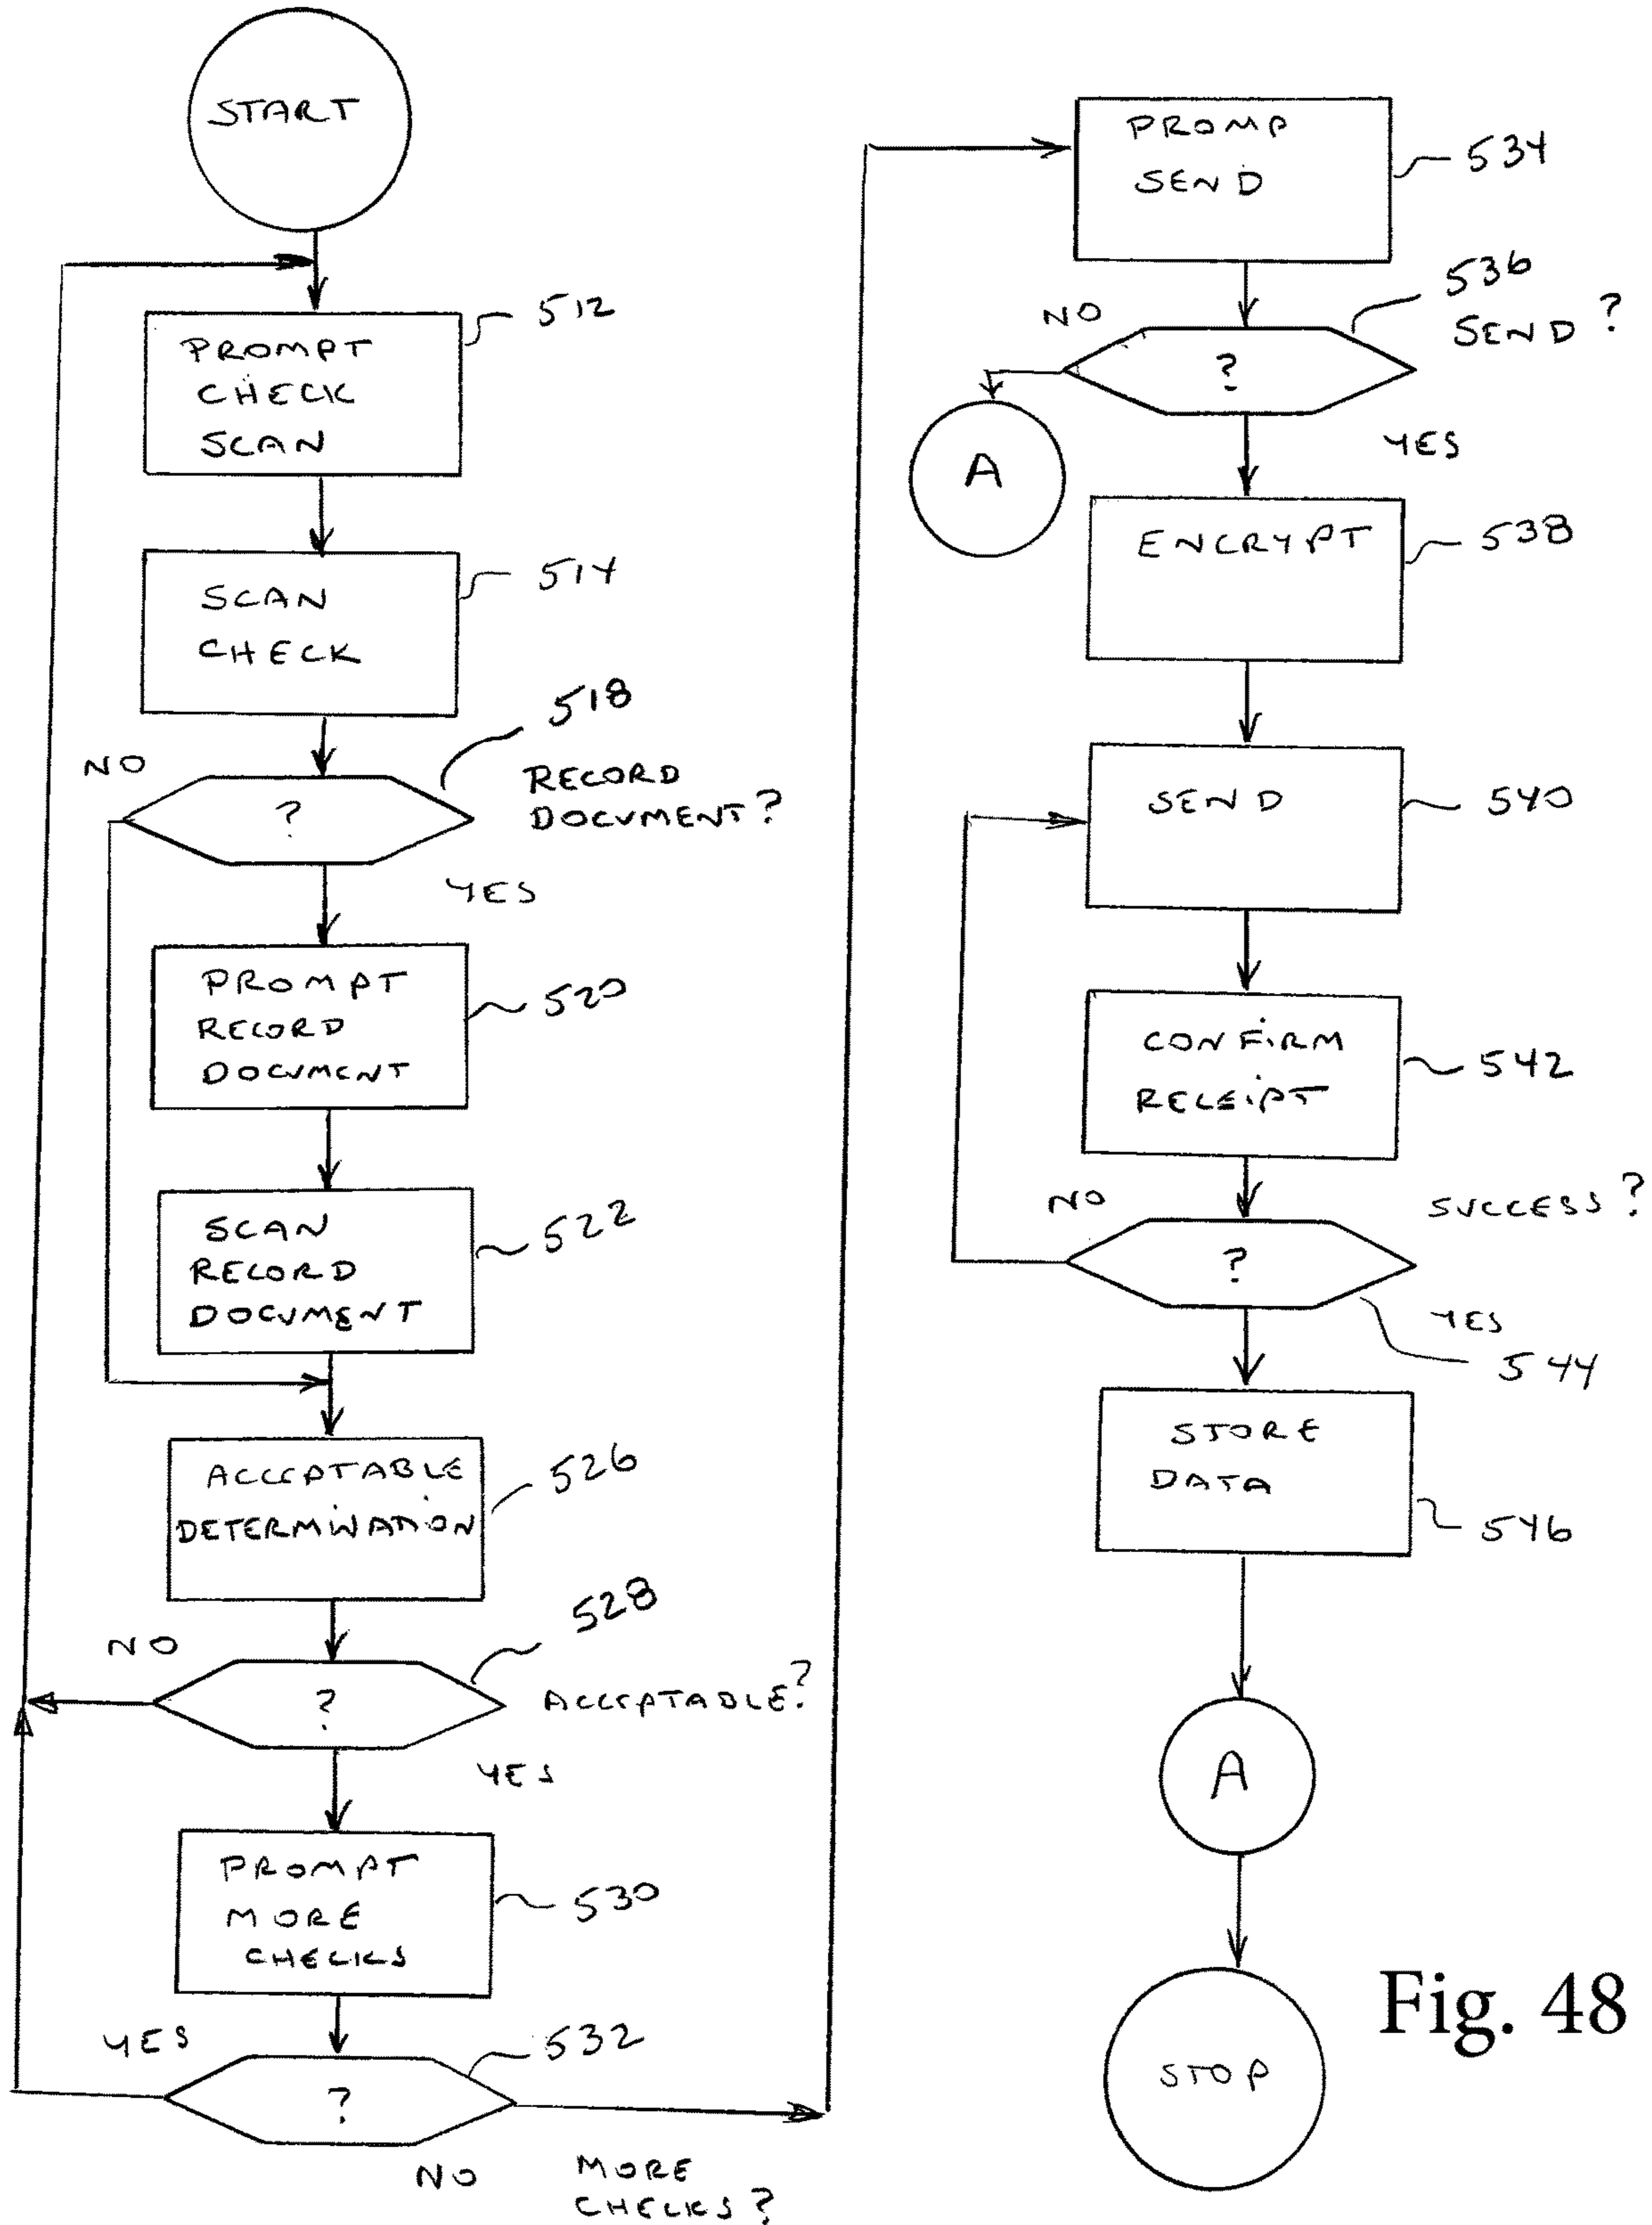 START
512
PROMPT
CHECK
SCAN
514
SCAN
CHECK
518
NO
RECORD
DOCUMENT?
?
YES
520
PROMPT
RECORD
DOCUMENT
522
SCAN
RECORD
DOCUMENT
526
ACCEPTABLE
DETERMINATION
528
NO
ACCEPTABLE?
?
YES
530
PROMPT
MORE
CHECKS
532
YES
?
NO
MORE
CHECKS?
534
PROMP
SEND
536
NO
SEND?
?
A
YES
538
ENCRYPT
540
SEND
542
CONFIRM
RECEIPT
NO
SUCCESS?
?
YES
544
STORE
DATA
546
A
STOP
Fig. 48